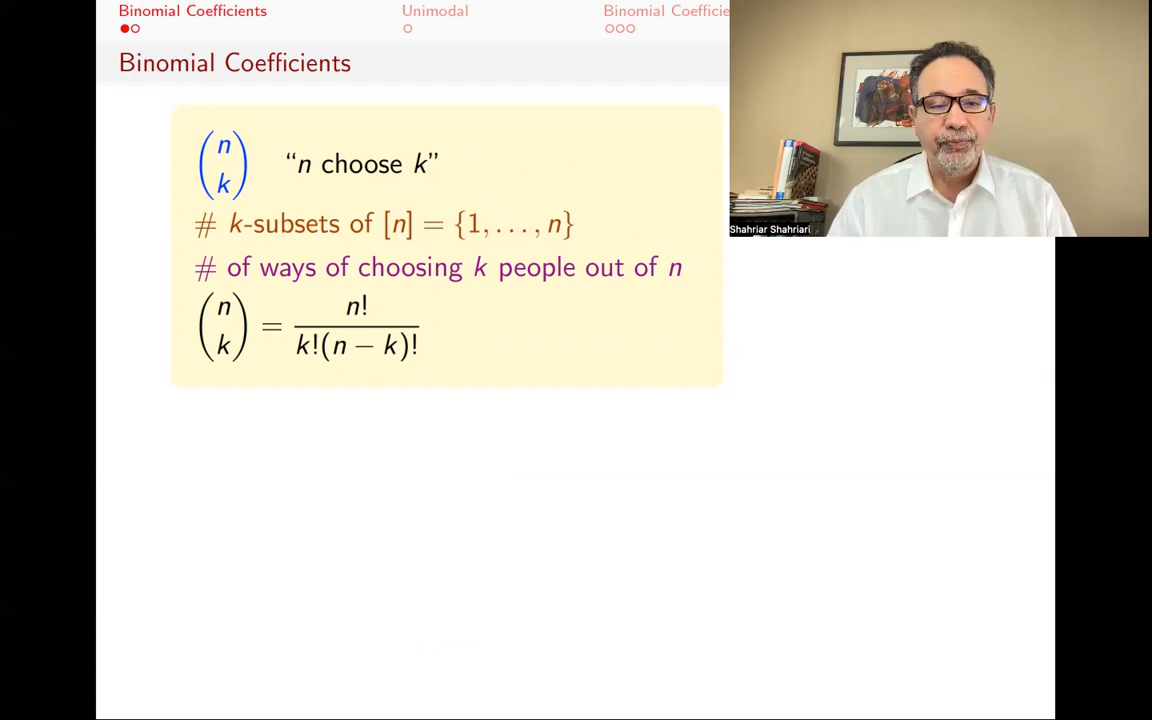 Binomial Coefficients Unimodal Binomial Coefficie
Binomial Coefficients
(n k) “n choose k”
# k-subsets of [n] = {1, . . . , n}
# of ways of choosing k people out of n
(n k) = n! / k!(n − k)!
Shahriar Shahriari